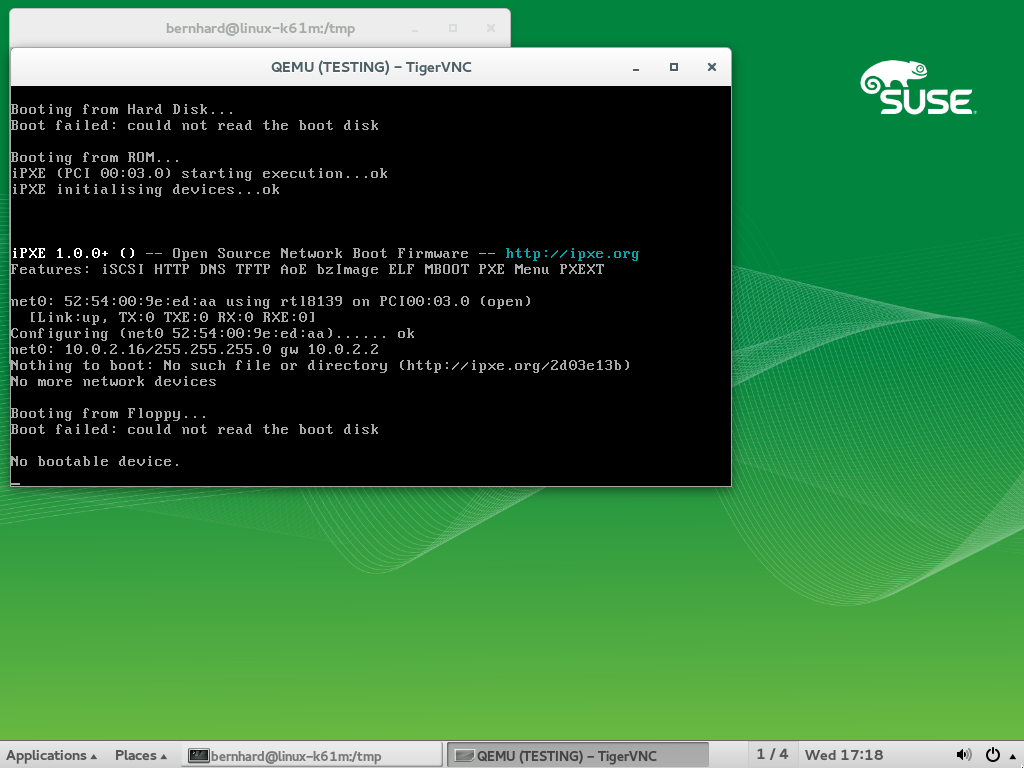 bernhard@linux-k61m:/tmp
QEMU (TESTING) - TigerVNC
SUSE
Booting from Hard Disk...
Boot failed: could not read the boot disk
Booting from ROM...
iPXE (PCI 00:03.0) starting execution...ok
iPXE initialising devices...ok
iPXE 1.0.0+ () -- Open Source Network Boot Firmware -- http://ipxe.org
Features: iSCSI HTTP DNS TFTP AoE bzImage ELF MBOOT PXE Menu PXEXT
net0: 52:54:00:9e:ed:aa using rtl8139 on PCI00:03.0 (open)
[Link:up, TX:0 TXE:0 RX:0 RXE:0]
Configuring (net0 52:54:00:9e:ed:aa)...... ok
net0: 10.0.2.16/255.255.255.0 gw 10.0.2.2
Nothing to boot: No such file or directory (http://ipxe.org/2d03e13b)
No more network devices
Booting from Floppy...
Boot failed: could not read the boot disk
No bootable device.
Applications Places bernhard@linux-k61m:/tmp QEMU (TESTING) - TigerVNC 1 / 4 Wed 17:18